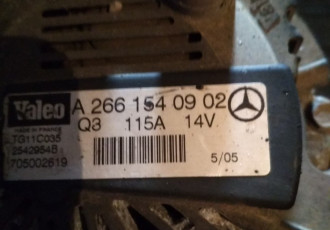 Valeo A 266 154 09 02
Q3 115A 14V
MADE IN FRANCE
TG11C035
2542954B
705002619
5/05